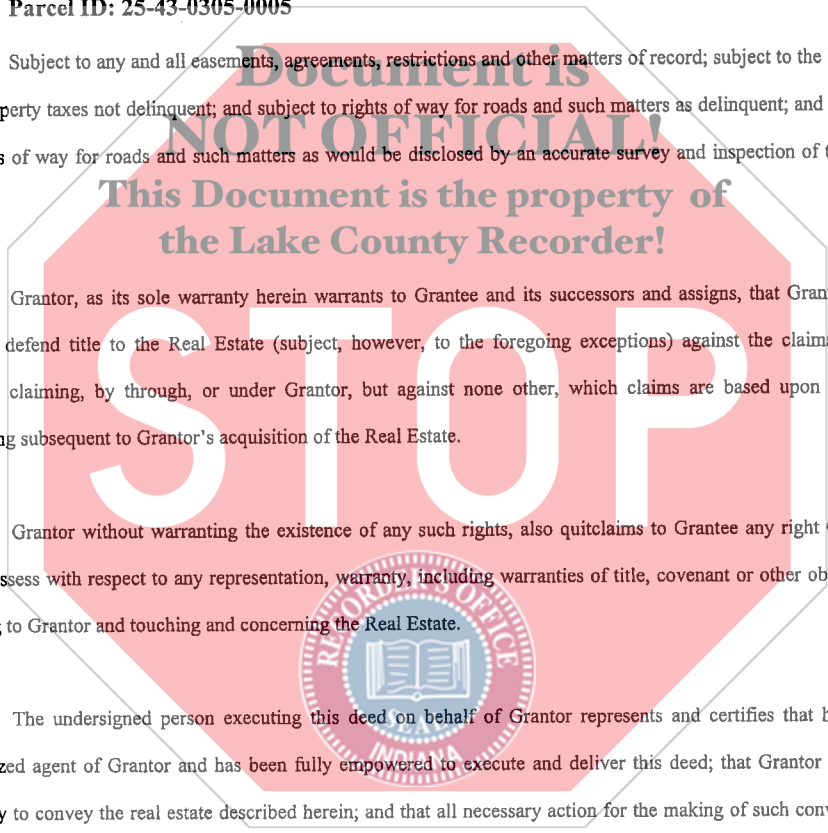 Parcel ID: 25-43-0305-0005
Subject to any and all easements, agreements, restrictions and other matters of record; subject to the
perty taxes not delinquent; and subject to rights of way for roads and such matters as delinquent; and
s of way for roads and such matters as would be disclosed by an accurate survey and inspection of t
Document is
NOT OFFICIAL!
This Document is the property of
the Lake County Recorder!
Grantor, as its sole warranty herein warrants to Grantee and its successors and assigns, that Gran
defend title to the Real Estate (subject, however, to the foregoing exceptions) against the claims
claiming, by through, or under Grantor, but against none other, which claims are based upon
ng subsequent to Grantor's acquisition of the Real Estate.
STOP
Grantor without warranting the existence of any such rights, also quitclaims to Grantee any right
ssess with respect to any representation, warranty, including warranties of title, covenant or other ob
; to Grantor and touching and concerning the Real Estate.
RECORDER'S OFFICE
SEAL
INDIANA
The undersigned person executing this deed on behalf of Grantor represents and certifies that h
zed agent of Grantor and has been fully empowered to execute and deliver this deed; that Grantor
y to convey the real estate described herein; and that all necessary action for the making of such conv